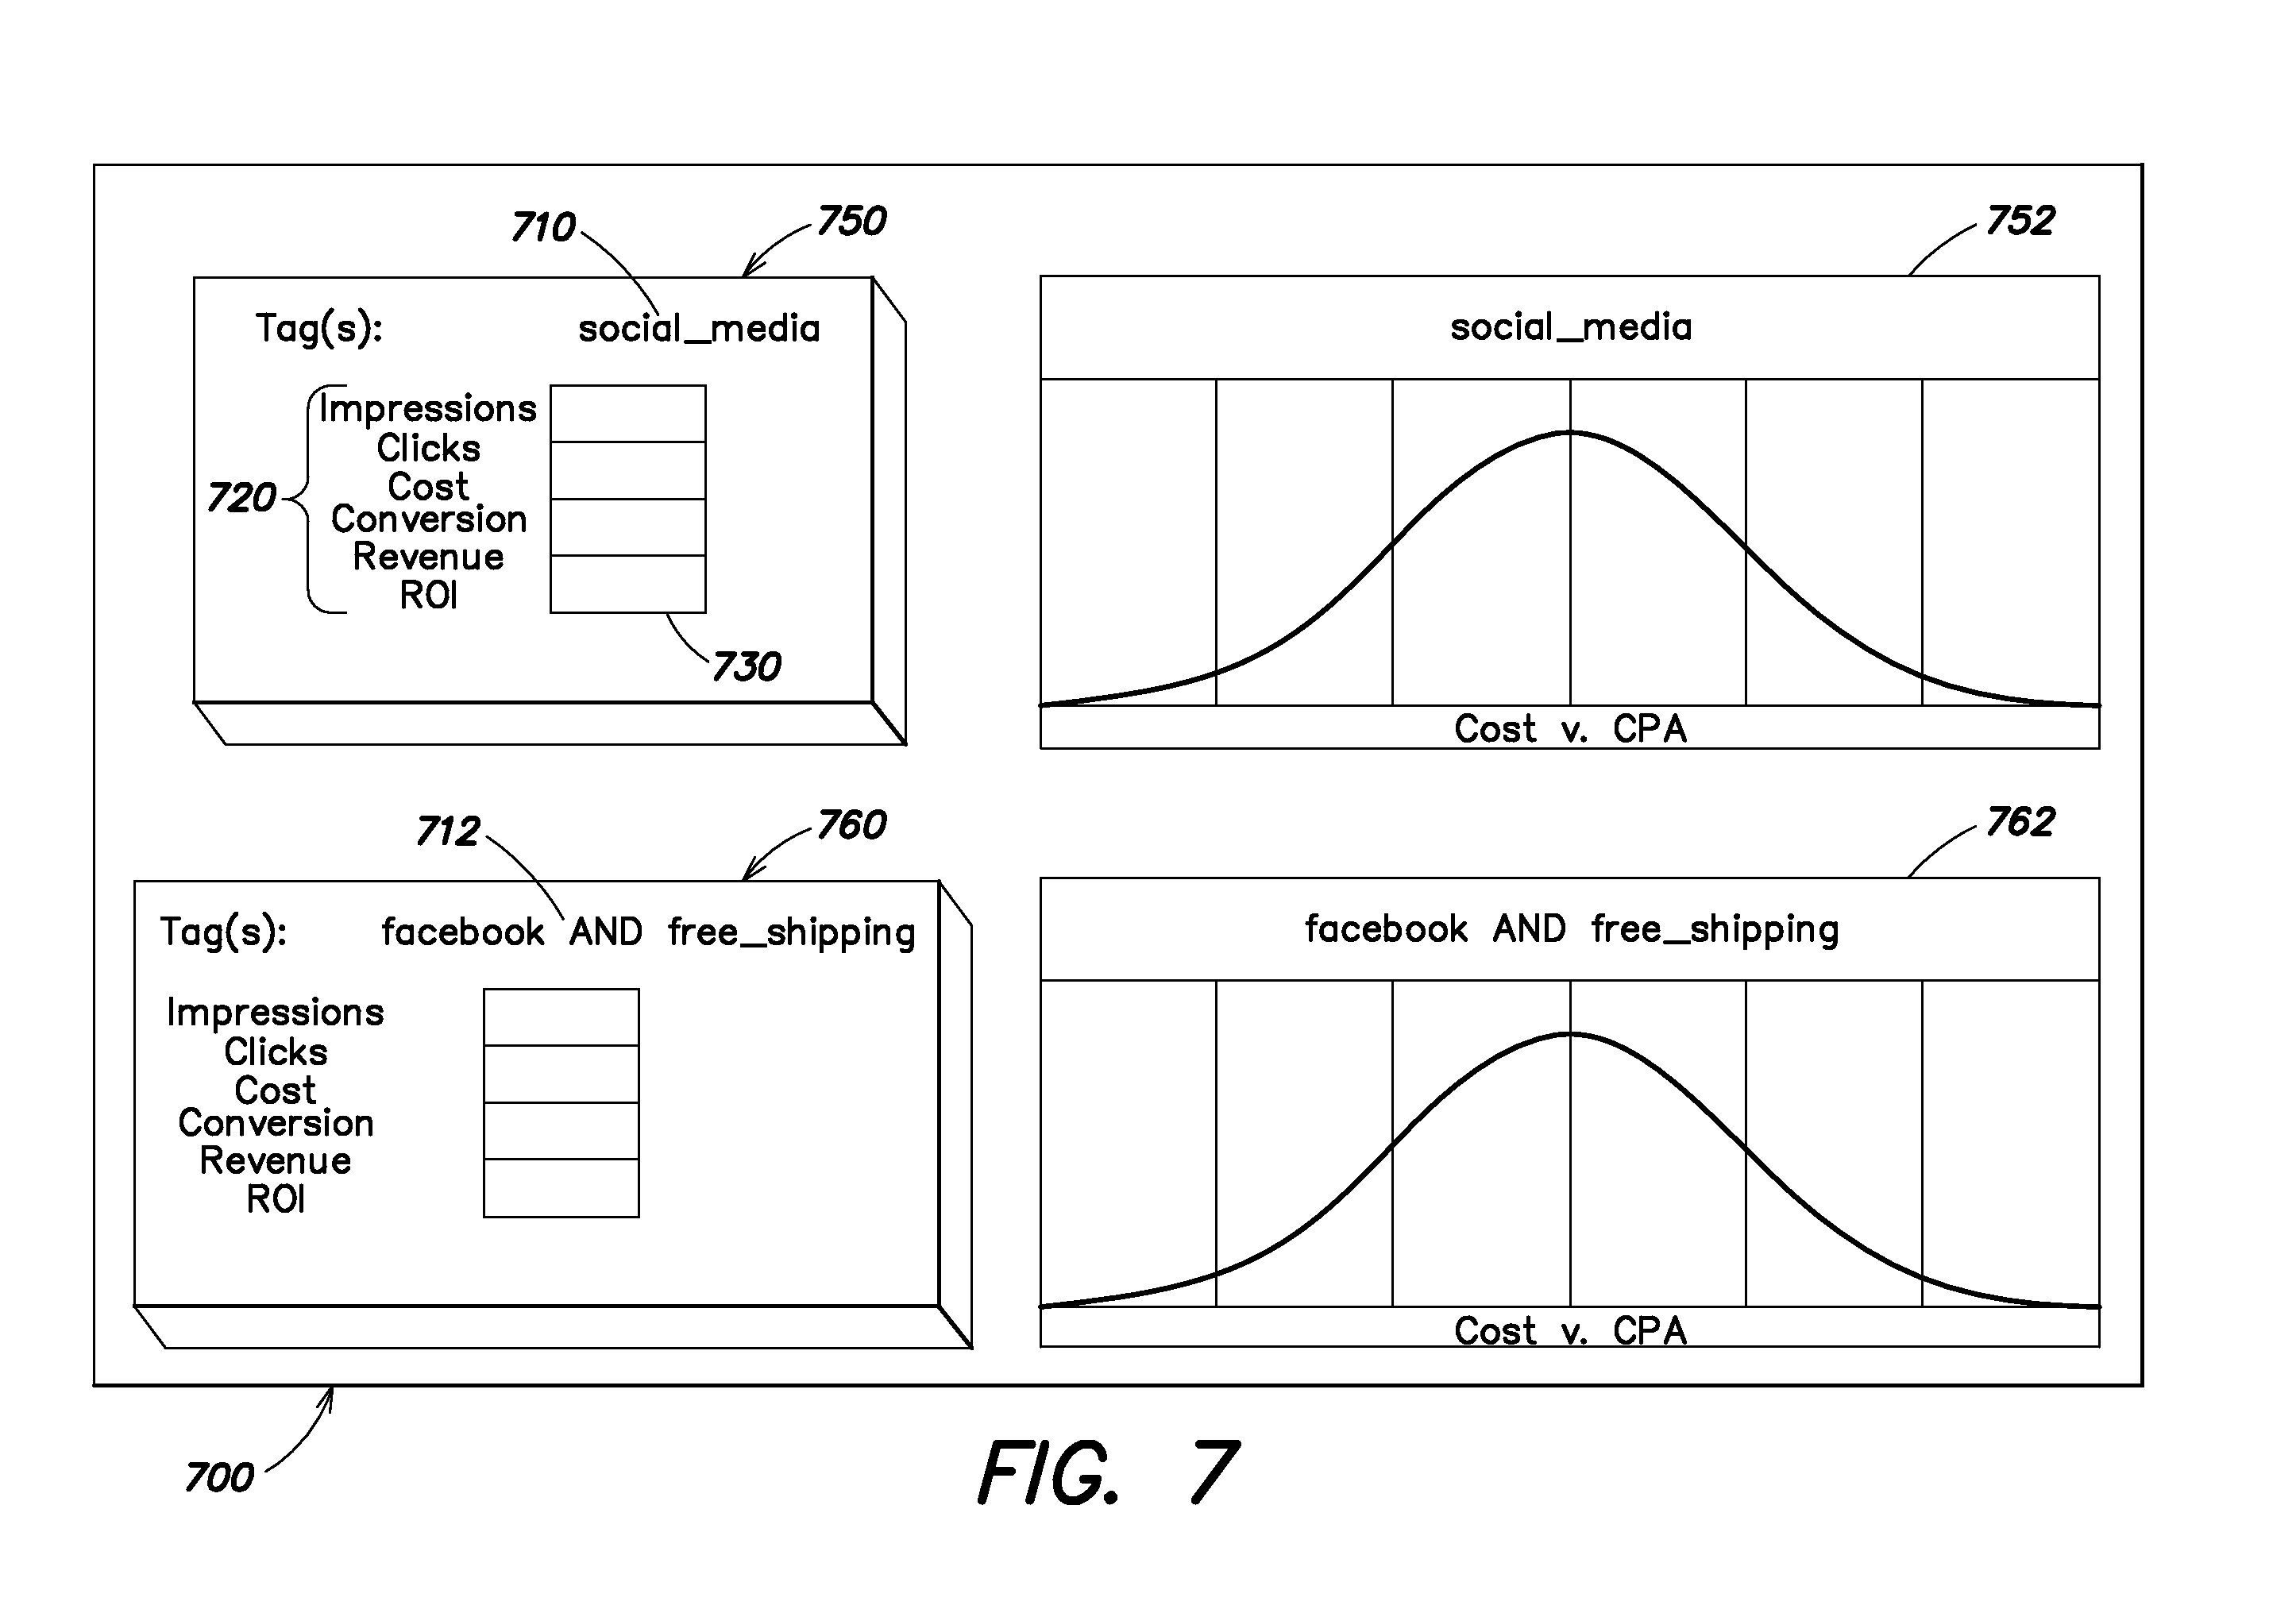 710
750
752
Tag(s): social_media
social_media
Impressions
Clicks
Cost
720
Conversion
Revenue
ROI
730
Cost v. CPA
712
760
762
Tag(s): facebook AND free_shipping
facebook AND free_shipping
Impressions
Clicks
Cost
Conversion
Revenue
ROI
Cost v. CPA
700
FIG. 7